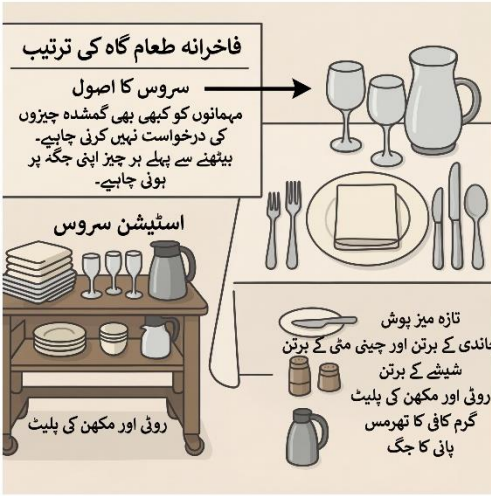 فاخرانہ طعام گاہ کی ترتیب
سروس کا اصول
مہمانوں کو کبھی بھی گمشدہ چیزوں
کی درخواست نہیں کرنی چاہیے۔
بیٹھنے سے پہلے ہر چیز اپنی جگہ پر
ہونی چاہیے۔
اسٹیشن سروس
روٹی اور مکھن کی پلیٹ
تازہ میز پوش
چاندی کے برتن اور چینی مٹی کے برتن
شیشے کے برتن
روٹی اور مکھن کی پلیٹ
گرم کافی کا تھرمس
پانی کا جگ